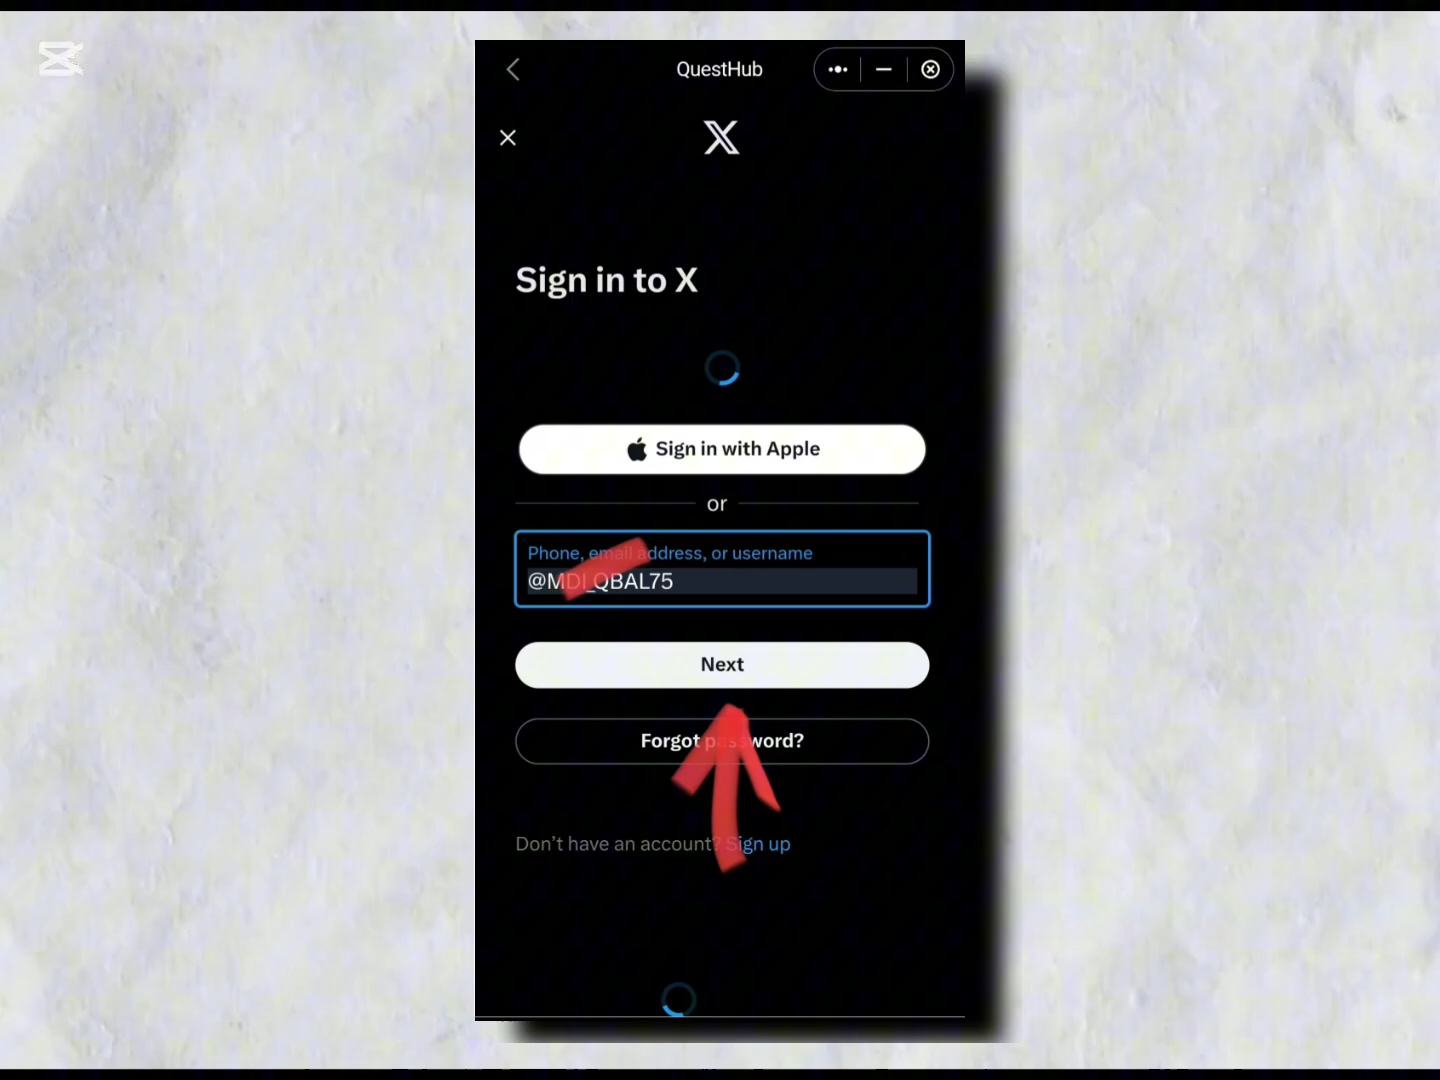 QuestHub
Sign in to X
Sign in with Apple
or
Phone, email address, or username
@MDI_QBAL75
Next
Forgot password?
Don't have an account? Sign up